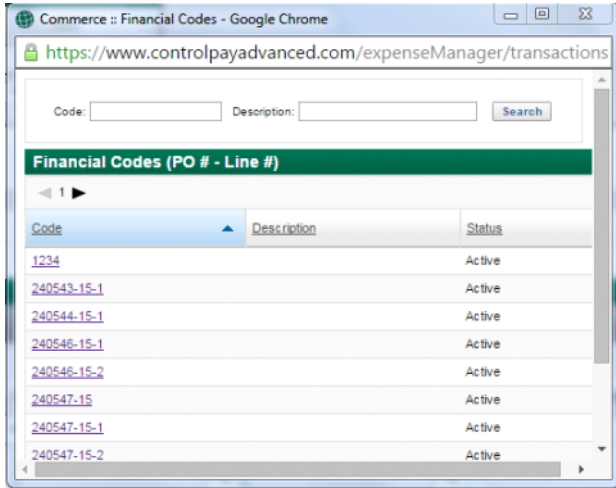 Commerce :: Financial Codes - Google Chrome
https://www.controlpayadvanced.com/expenseManager/transactions
Code: Description: Search
Financial Codes (PO # - Line #)
1
Code Description Status
1234 Active
240543-15-1 Active
240544-15-1 Active
240546-15-1 Active
240546-15-2 Active
240547-15 Active
240547-15-1 Active
240547-15-2 Active